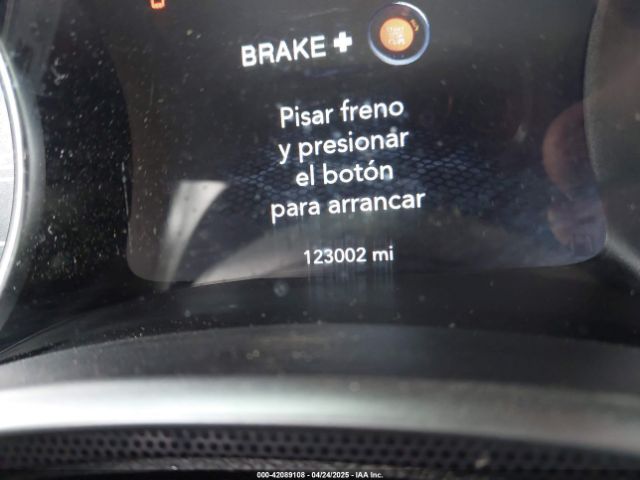 BRAKE +
Pisar freno
y presionar
el botón
para arrancar
123002 mi
000-42089108 - 04/24/2025 - IAA Inc.